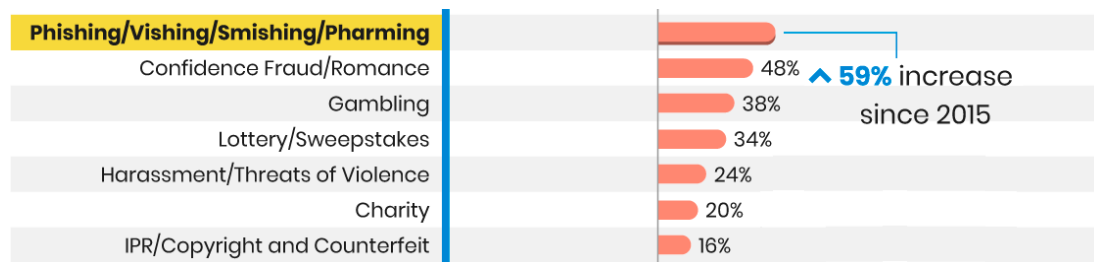 Phishing/Vishing/Smishing/Pharming
Confidence Fraud/Romance 48%
59% increase
since 2015
Gambling 38%
Lottery/Sweepstakes 34%
Harassment/Threats of Violence 24%
Charity 20%
IPR/Copyright and Counterfeit 16%